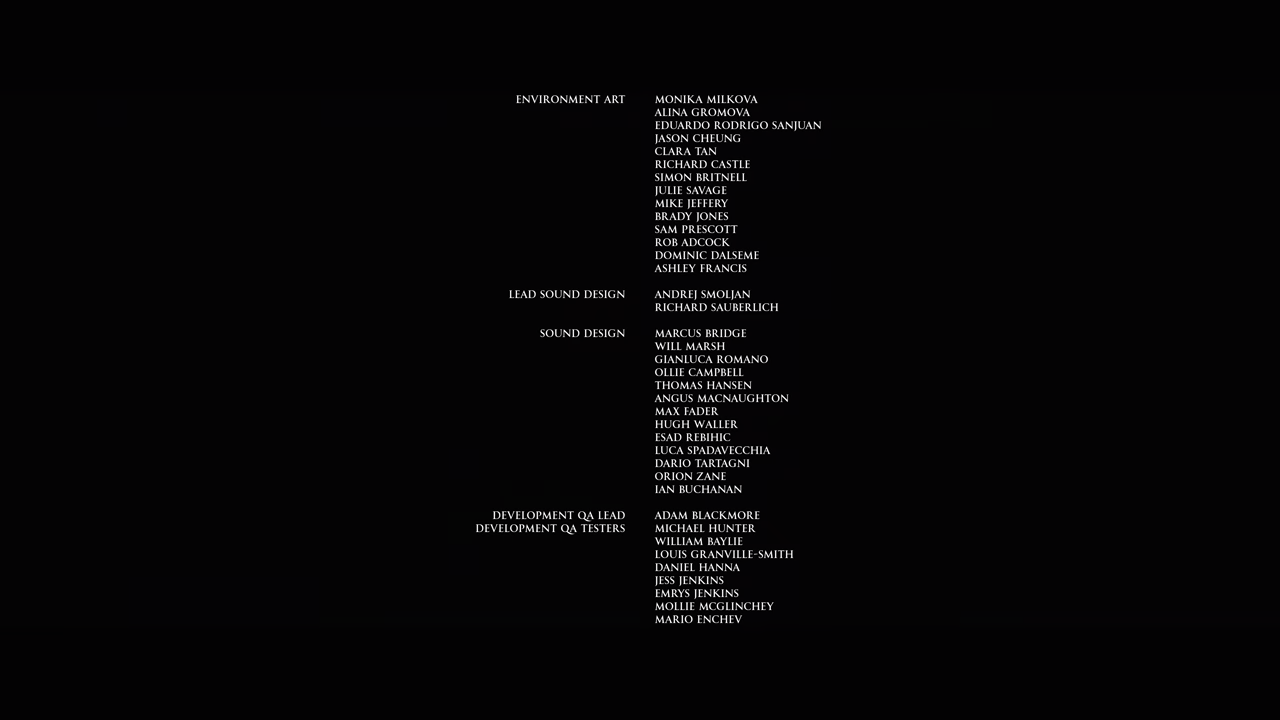 ENVIRONMENT ART MONIKA MILKOVA
ALINA GROMOVA
EDUARDO RODRIGO SANJUAN
JASON CHEUNG
CLARA TAN
RICHARD CASTLE
SIMON BRITNELL
JULIE SAVAGE
MIKE JEFFERY
BRADY JONES
SAM PRESCOTT
ROB ADCOCK
DOMINIC DALSEME
ASHLEY FRANCIS
LEAD SOUND DESIGN ANDREJ SMOLJAN
RICHARD SAUBERLICH
SOUND DESIGN MARCUS BRIDGE
WILL MARSH
GIANLUCA ROMANO
OLLIE CAMPBELL
THOMAS HANSEN
ANGUS MACNAUGHTON
MAX FADER
HUGH WALLER
ESAD REBIHIC
LUCA SPADAVECCHIA
DARIO TARTAGNI
ORION ZANE
IAN BUCHANAN
DEVELOPMENT QA LEAD ADAM BLACKMORE
DEVELOPMENT QA TESTERS MICHAEL HUNTER
WILLIAM BAYLIE
LOUIS GRANVILLE-SMITH
DANIEL HANNA
JESS JENKINS
EMRYS JENKINS
MOLLIE MCGLINCHEY
MARIO ENCHEV